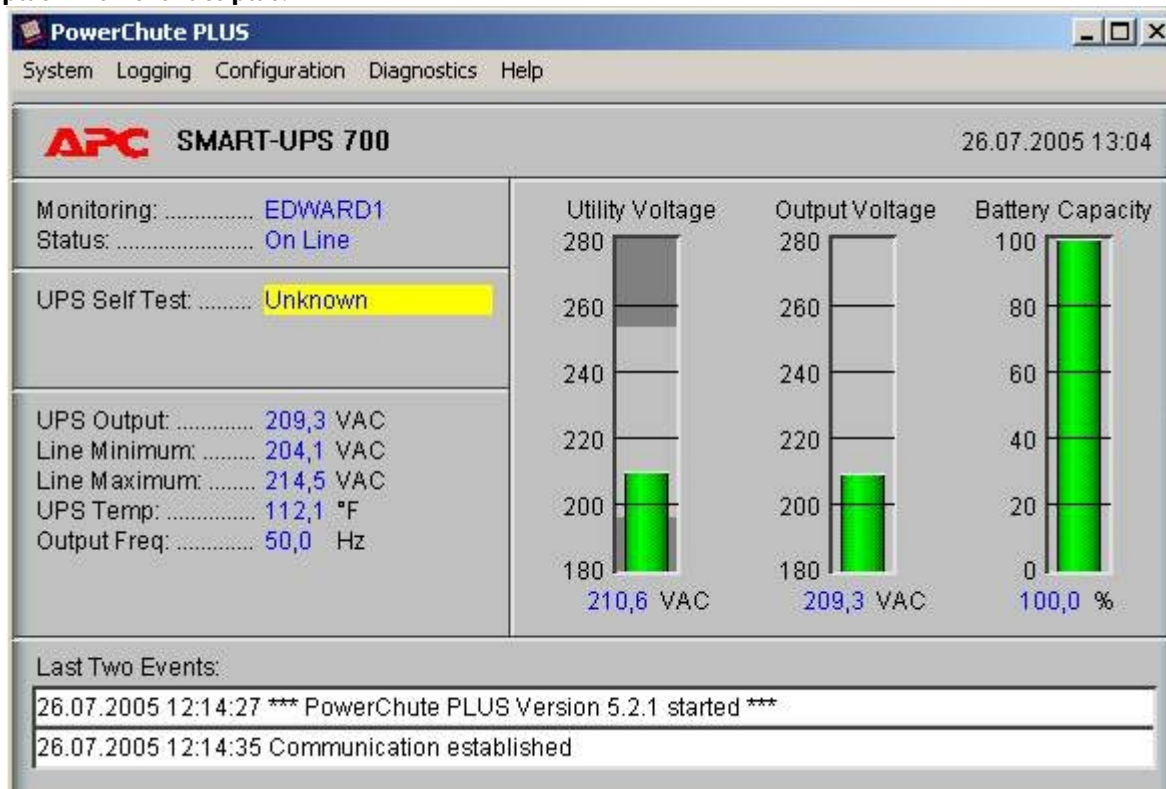 PowerChute PLUS
System Logging Configuration Diagnostics Help
APC SMART-UPS 700 26.07.2005 13:04
Monitoring: .............. EDWARD1
Status: ...................... On Line
UPS Self Test: ......... Unknown
UPS Output: ............ 209,3 VAC
Line Minimum: ........ 204,1 VAC
Line Maximum: ....... 214,5 VAC
UPS Temp: .............. 112,1 °F
Output Freq: ............ 50,0 Hz
Utility Voltage
280
260
240
220
200
180
210,6 VAC
Output Voltage
280
260
240
220
200
180
209,3 VAC
Battery Capacity
100
80
60
40
20
0
100,0 %
Last Two Events:
26.07.2005 12:14:27 *** PowerChute PLUS Version 5.2.1 started ***
26.07.2005 12:14:35 Communication established